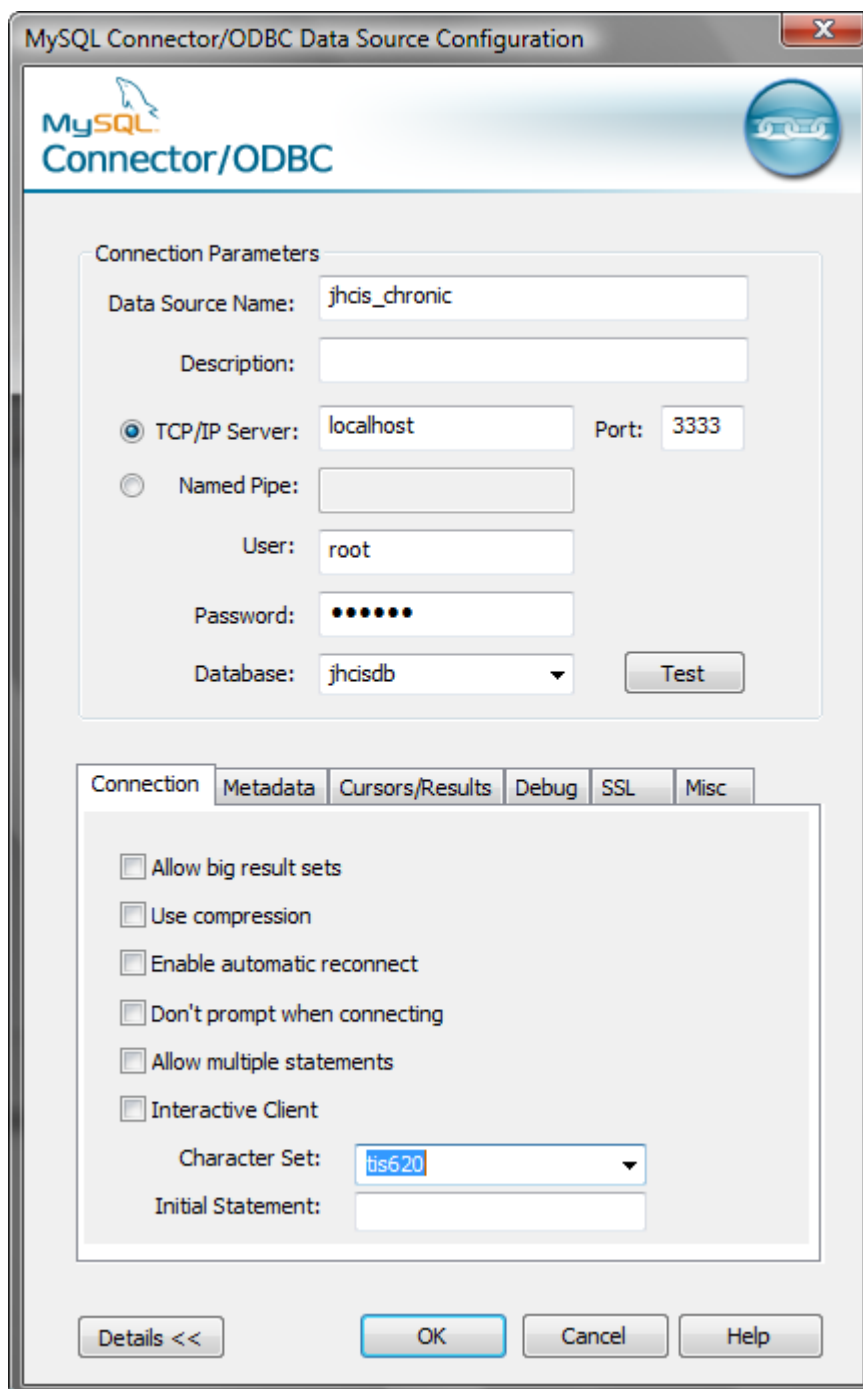 MySQL Connector/ODBC Data Source Configuration
MySQL
Connector/ODBC
Connection Parameters
Data Source Name: jhcis_chronic
Description:
TCP/IP Server: localhost Port: 3333
Named Pipe:
User: root
Password: ••••••
Database: jhcisdb Test
Connection Metadata Cursors/Results Debug SSL Misc
Allow big result sets
Use compression
Enable automatic reconnect
Don't prompt when connecting
Allow multiple statements
Interactive Client
Character Set: tis620
Initial Statement:
Details << OK Cancel Help